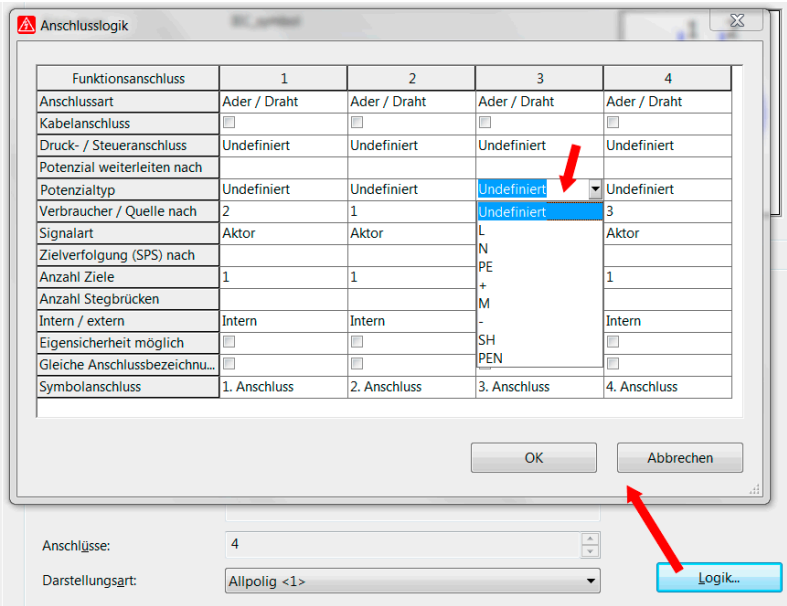 Anschlusslogik
Funktionsanschluss 1 2 3 4
Anschlussart Ader / Draht Ader / Draht Ader / Draht Ader / Draht
Kabelanschluss
Druck- / Steueranschluss Undefiniert Undefiniert Undefiniert Undefiniert
Potenzial weiterleiten nach
Potenzialtyp Undefiniert Undefiniert Undefiniert Undefiniert
Verbraucher / Quelle nach 2 1 Undefiniert 3
Signalart Aktor Aktor L Aktor
Zielverfolgung (SPS) nach N
Anzahl Ziele 1 1 PE 1
Anzahl Stegbrücken +
M
Intern / extern Intern Intern - Intern
Eigensicherheit möglich SH
Gleiche Anschlussbezeichnu... PEN
Symbolanschluss 1. Anschluss 2. Anschluss 3. Anschluss 4. Anschluss
OK Abbrechen
Anschlüsse: 4
Darstellungsart: Allpolig <1> Logik...